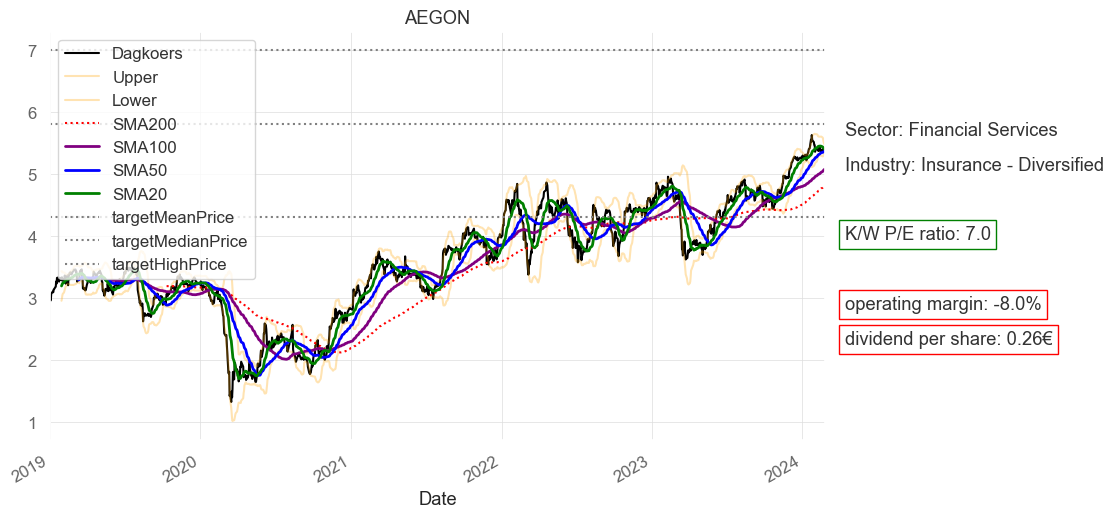 AEGON
7
6
5
4
3
2
1
Dagkoers
Upper
Lower
SMA200
SMA100
SMA50
SMA20
targetMeanPrice
targetMedianPrice
targetHighPrice
Sector: Financial Services
Industry: Insurance - Diversified
K/W P/E ratio: 7.0
operating margin: -8.0%
dividend per share: 0.26€
2019
2020
2021
2022
2023
2024
Date